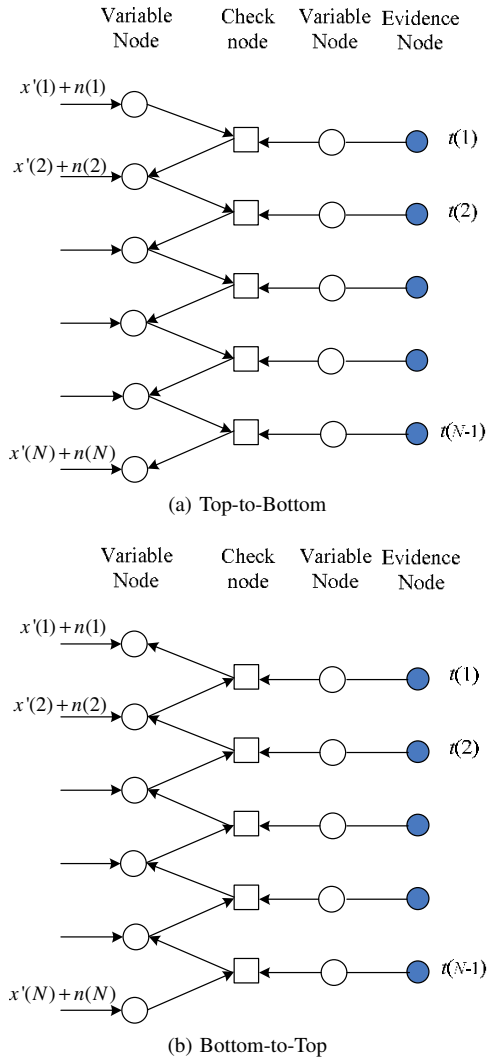 Variable Node Check node Variable Node Evidence Node
x'(1)+n(1)
t(1)
x'(2)+n(2)
t(2)
t(N-1)
x'(N)+n(N)
(a) Top-to-Bottom
Variable Node Check node Variable Node Evidence Node
x'(1)+n(1)
t(1)
x'(2)+n(2)
t(2)
t(N-1)
x'(N)+n(N)
(b) Bottom-to-Top